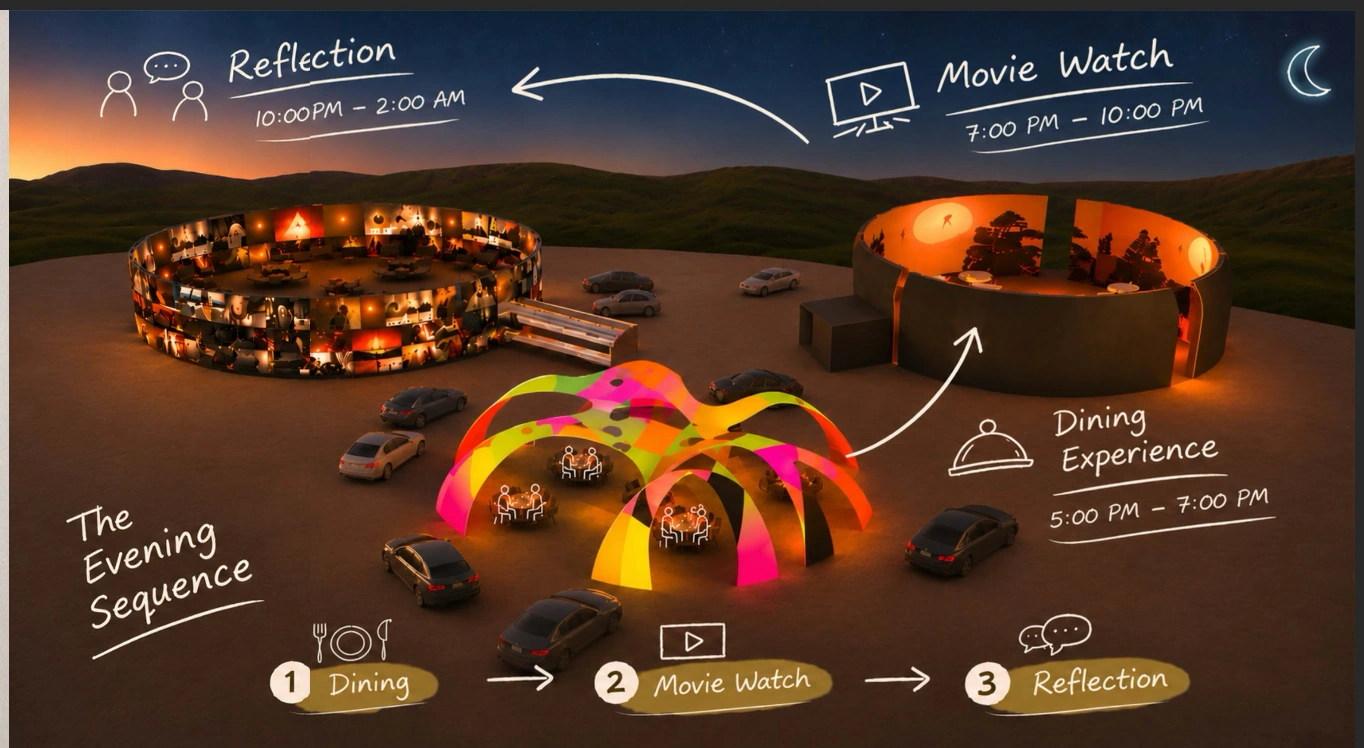 Reflection
10:00PM – 2:00 AM
Movie Watch
7:00 PM – 10:00 PM
Dining
Experience
5:00 PM – 7:00 PM
The
Evening
Sequence
1 Dining
2 Movie Watch
3 Reflection